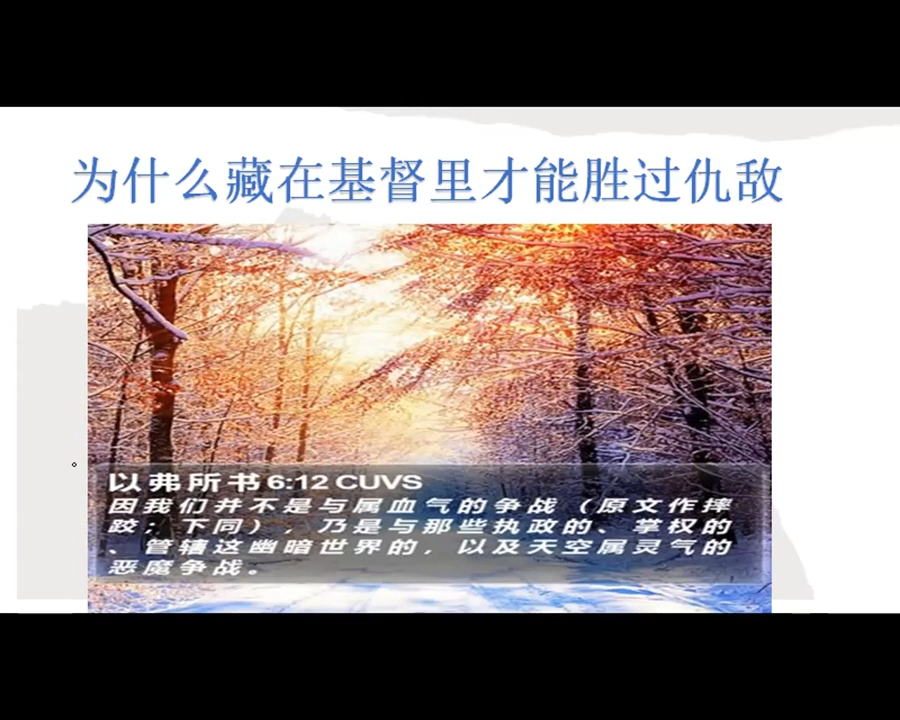 为什么藏在基督里才能胜过仇敌
以弗所书 6:12 CUVS
因我们并不是与属血气的争战（原文作摔
跤；下同），乃是与那些执政的、掌权的
、管辖这幽暗世界的，以及天空属灵气的
恶魔争战。